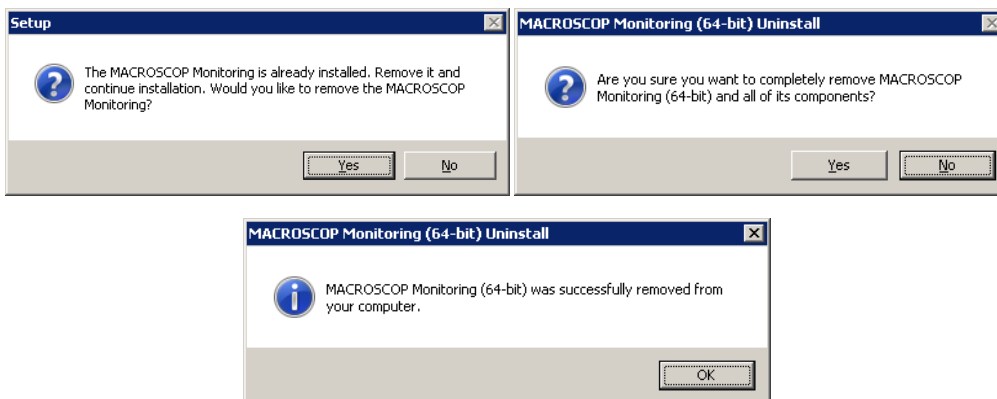 Setup
The MACROSCOP Monitoring is already installed. Remove it and
continue installation. Would you like to remove the MACROSCOP
Monitoring?
Yes
No
MACROSCOP Monitoring (64-bit) Uninstall
Are you sure you want to completely remove MACROSCOP
Monitoring (64-bit) and all of its components?
Yes
No
MACROSCOP Monitoring (64-bit) Uninstall
MACROSCOP Monitoring (64-bit) was successfully removed from
your computer.
OK